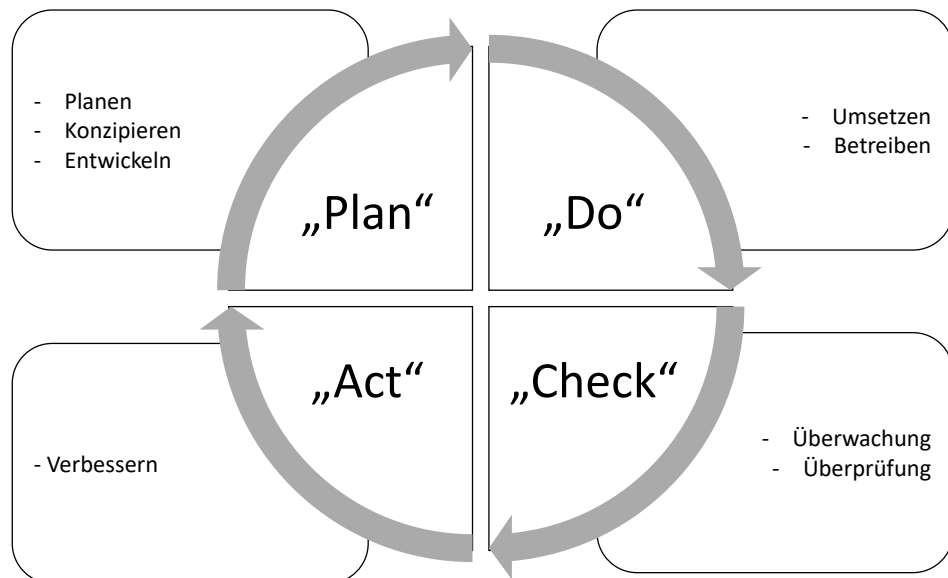 - Planen
- Konzipieren
- Entwickeln
„Plan“
- Umsetzen
- Betreiben
„Do“
„Act“
- Verbessern
„Check“
- Überwachung
- Überprüfung